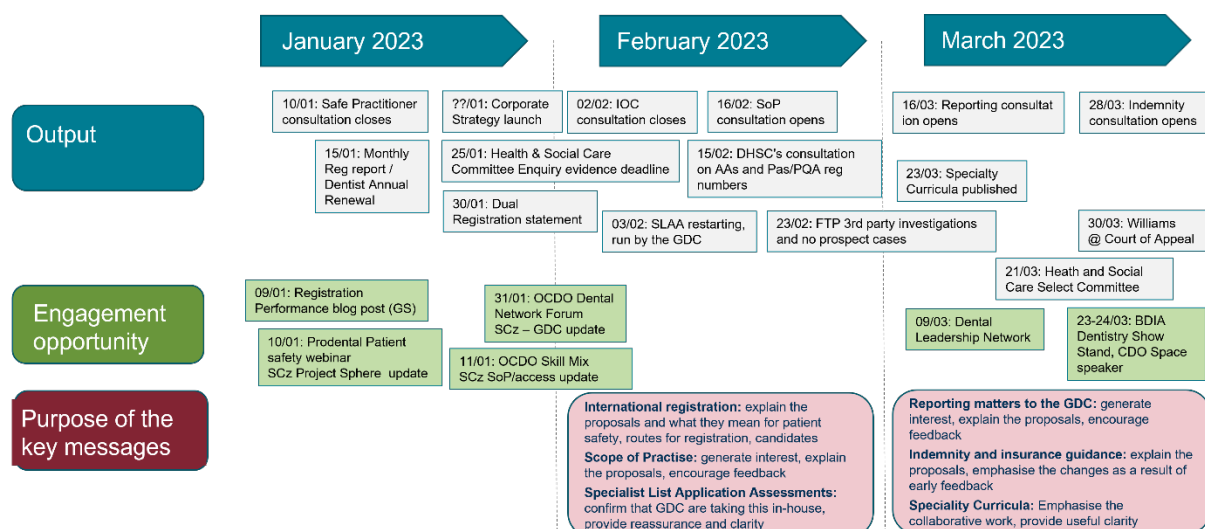 January 2023
February 2023
March 2023
Output
10/01: Safe Practitioner
consultation closes
??/01: Corporate
Strategy launch
02/02: IOC
consultation closes
16/02: SoP
consultation opens
16/03: Reporting consultat
ion opens
28/03: Indemnity
consultation opens
15/01: Monthly
Reg report /
Dentist Annual
Renewal
25/01: Health & Social Care
Committee Enquiry evidence deadline
15/02: DHSC's consultation
on AAs and Pas/PQA reg
numbers
23/03: Specialty
Curricula published
30/01: Dual
Registration statement
03/02: SLAA restarting,
run by the GDC
23/02: FTP 3rd party investigations
and no prospect cases
30/03: Williams
@ Court of Appeal
21/03: Heath and Social
Care Select Committee
Engagement
opportunity
09/01: Registration
Performance blog post (GS)
31/01: OCDO Dental
Network Forum
SCz – GDC update
09/03: Dental
Leadership Network
23-24/03: BDIA
Dentistry Show
Stand, CDO Space
speaker
10/01: Prodental Patient
safety webinar
SCz Project Sphere update
11/01: OCDO Skill Mix
SCz SoP/access update
Purpose of the
key messages
International registration: explain the
proposals and what they mean for patient
safety, routes for registration, candidates
Scope of Practise: generate interest, explain
the proposals, encourage feedback
Specialist List Application Assessments:
confirm that GDC are taking this in-house,
provide reassurance and clarity
Reporting matters to the GDC: generate
interest, explain the proposals, encourage
feedback
Indemnity and insurance guidance: explain the
proposals, emphasise the changes as a result of
early feedback
Speciality Curricula: Emphasise the
collaborative work, provide useful clarity